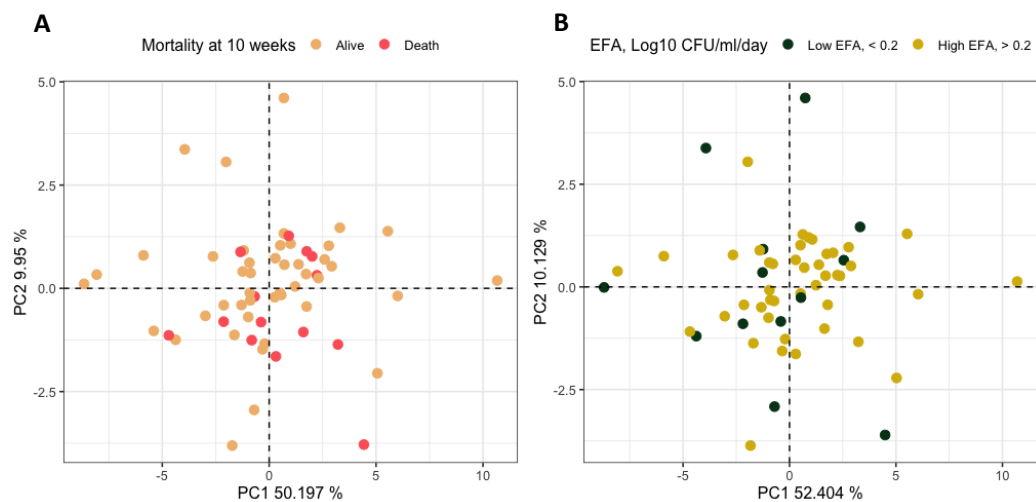 A
Mortality at 10 weeks Alive Death
5.0
2.5
0.0
-2.5
PC2 9.95 %
-5 0 5 10
PC1 50.197 %
B
EFA, Log10 CFU/ml/day Low EFA, < 0.2 High EFA, > 0.2
5.0
2.5
0.0
-2.5
PC2 10.129 %
-5 0 5 10
PC1 52.404 %